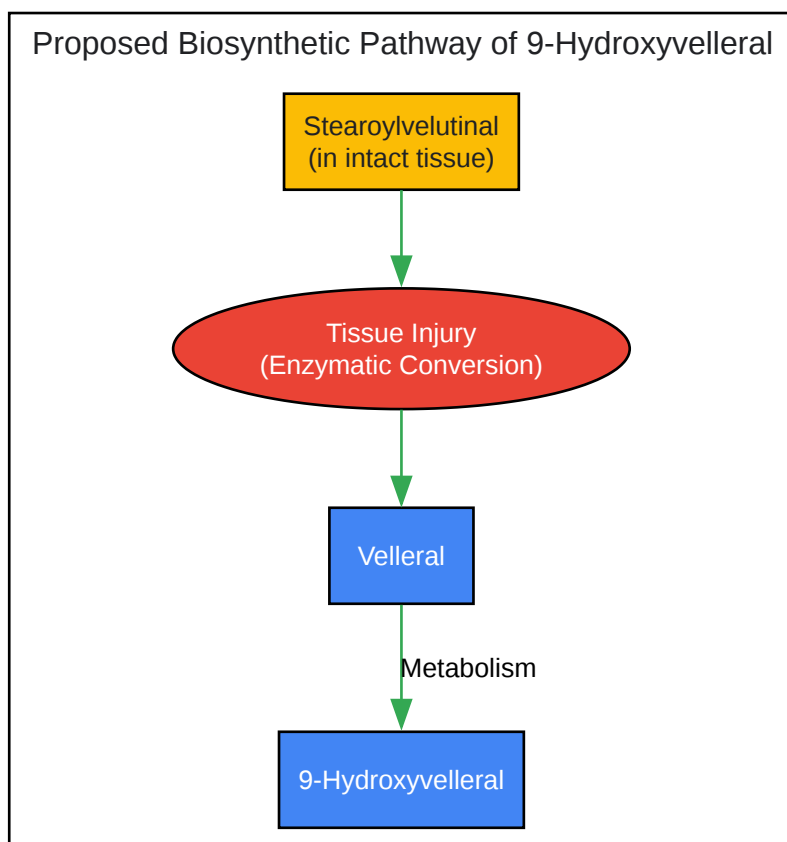 Proposed Biosynthetic Pathway of 9-Hydroxyvelleral
Stearoylvelutinal
(in intact tissue)
Tissue Injury
(Enzymatic Conversion)
Velleral
Metabolism
9-Hydroxyvelleral